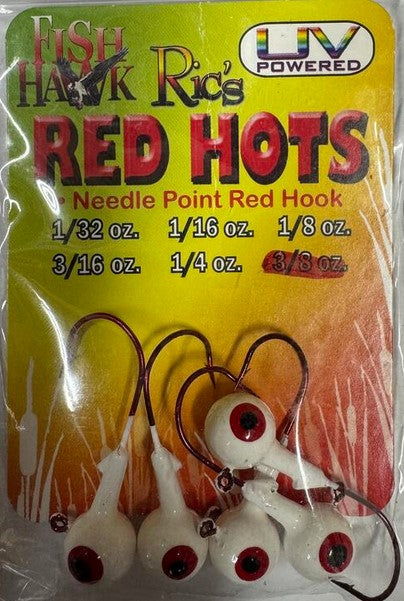 FISH HAWK Ric's
UV POWERED
RED HOTS
• Needle Point Red Hook
1/32 oz. 1/16 oz. 1/8 oz.
3/16 oz. 1/4 oz. 3/8 oz.